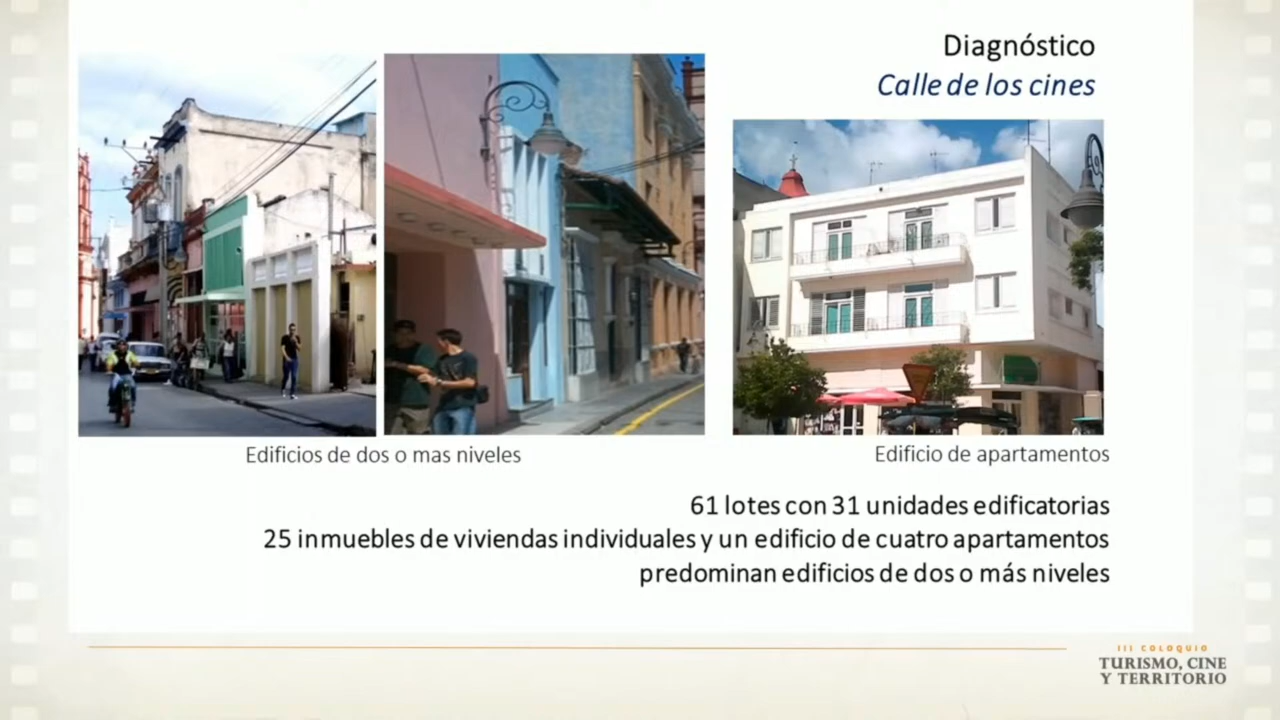 Diagnóstico
Calle de los cines
Edificios de dos o mas niveles
Edificio de apartamentos
61 lotes con 31 unidades edificatorias
25 inmuebles de viviendas individuales y un edificio de cuatro apartamentos
predominan edificios de dos o más niveles
III COLOQUIO
TURISMO, CINE
Y TERRITORIO